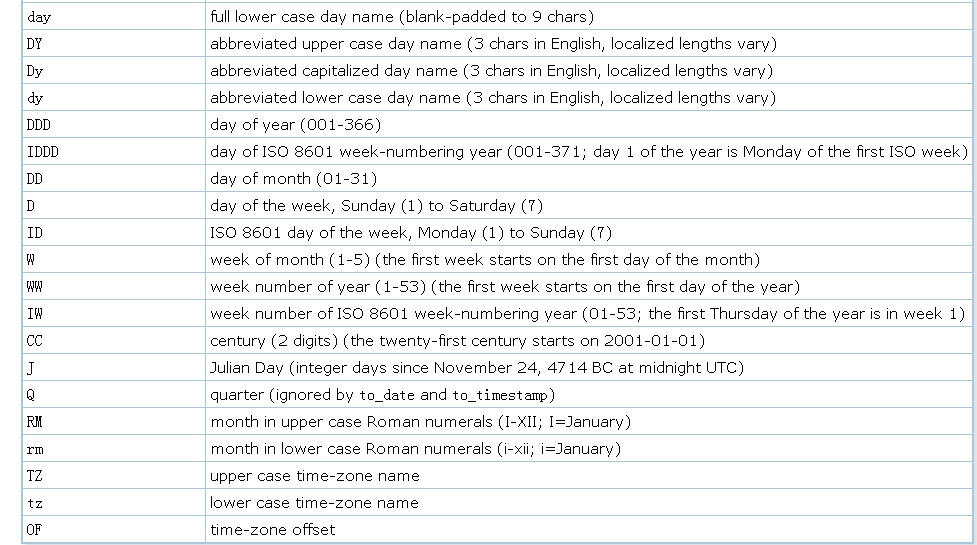 day full lower case day name (blank-padded to 9 chars)
DY abbreviated upper case day name (3 chars in English, localized lengths vary)
Dy abbreviated capitalized day name (3 chars in English, localized lengths vary)
dy abbreviated lower case day name (3 chars in English, localized lengths vary)
DDD day of year (001-366)
IDDD day of ISO 8601 week-numbering year (001-371; day 1 of the year is Monday of the first ISO week)
DD day of month (01-31)
D day of the week, Sunday (1) to Saturday (7)
ID ISO 8601 day of the week, Monday (1) to Sunday (7)
W week of month (1-5) (the first week starts on the first day of the month)
WW week number of year (1-53) (the first week starts on the first day of the year)
IW week number of ISO 8601 week-numbering year (01-53; the first Thursday of the year is in week 1)
CC century (2 digits) (the twenty-first century starts on 2001-01-01)
J Julian Day (integer days since November 24, 4714 BC at midnight UTC)
Q quarter (ignored by to_date and to_timestamp)
RM month in upper case Roman numerals (I-XII; I=January)
rm month in lower case Roman numerals (i-xii; i=January)
TZ upper case time-zone name
tz lower case time-zone name
OF time-zone offset